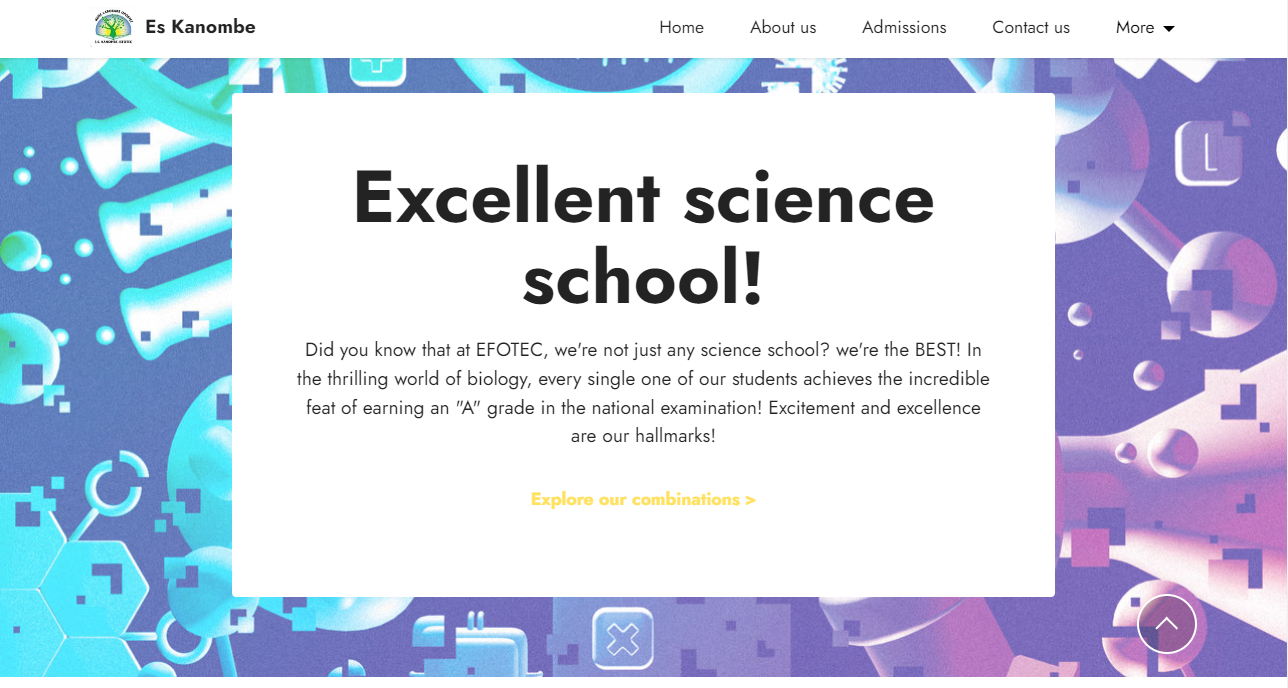 Es Kanombe
Home
About us
Admissions
Contact us
More
Excellent science
school!
Did you know that at EFOTEC, we're not just any science school? we're the BEST! In
the thrilling world of biology, every single one of our students achieves the incredible
feat of earning an "A" grade in the national examination! Excitement and excellence
are our hallmarks!
Explore our combinations >
L